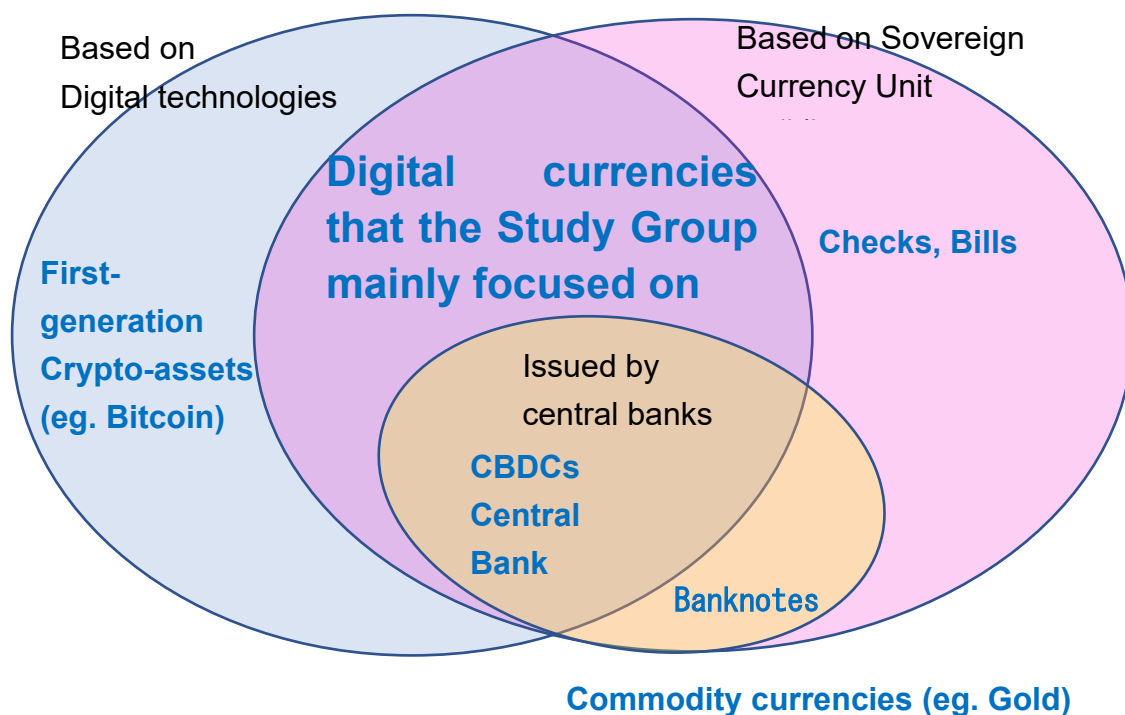 Based on
Digital technologies
Based on Sovereign
Currency Unit
Digital currencies
that the Study Group
mainly focused on
Checks, Bills
First-
generation
Crypto-assets
(eg. Bitcoin)
Issued by
central banks
CBDCs
Central
Bank
Banknotes
Commodity currencies (eg. Gold)